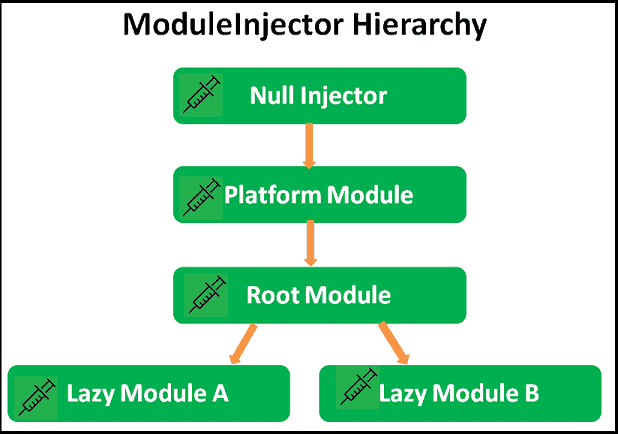 ModuleInjector Hierarchy
Null Injector
Platform Module
Root Module
Lazy Module A
Lazy Module B